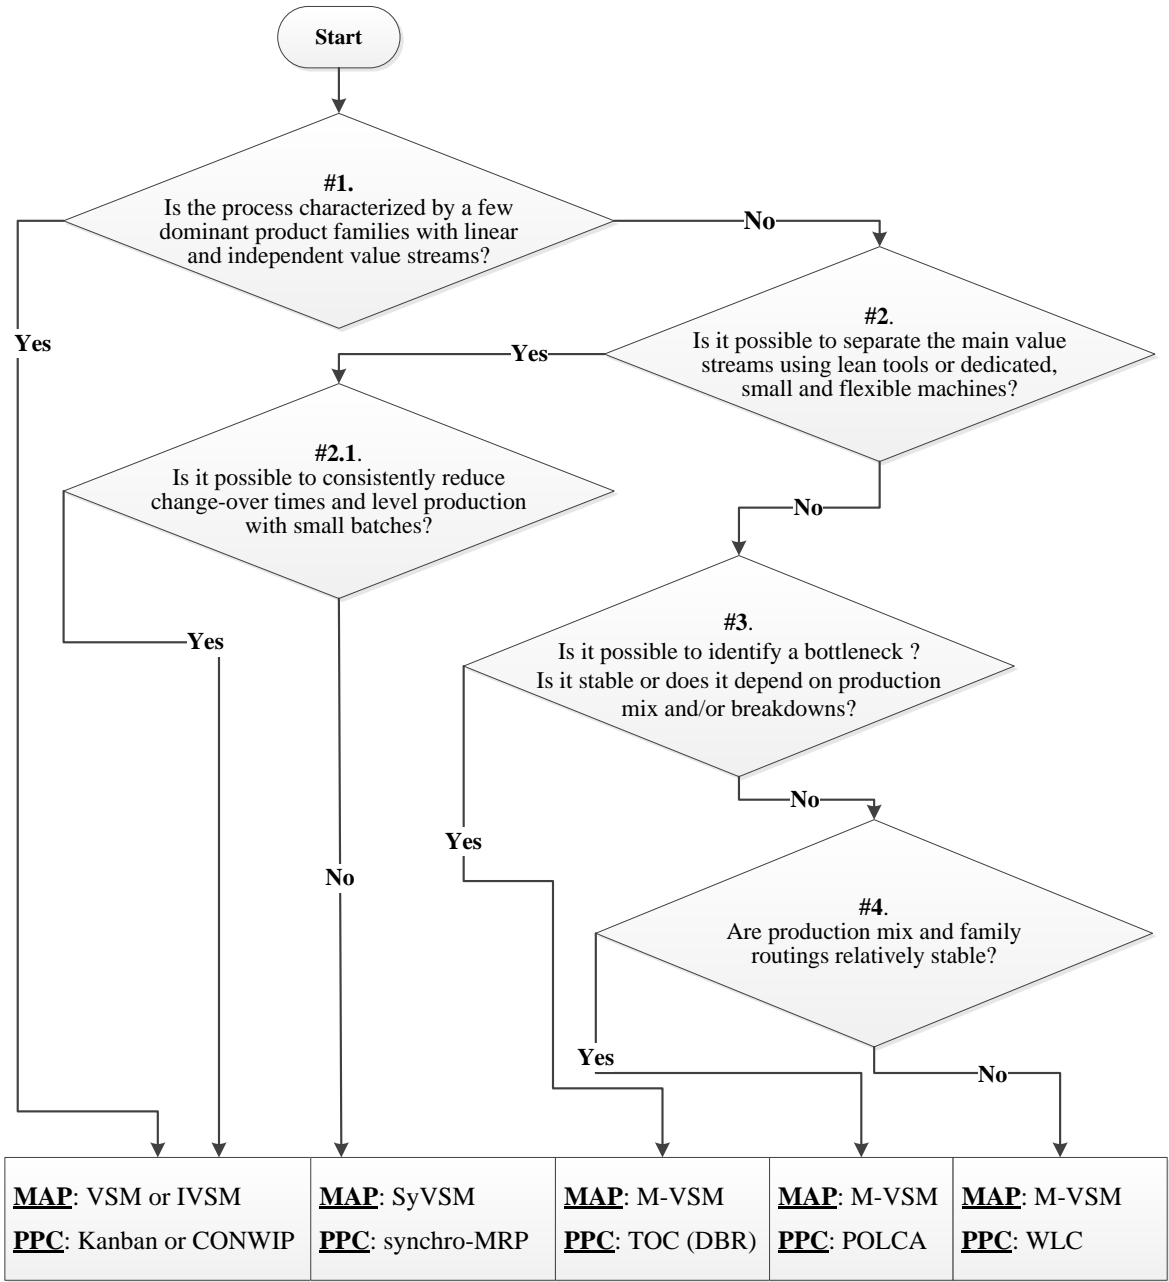 Start
#1.
Is the process characterized by a few
dominant product families with linear
and independent value streams?
No
Yes
#2.
Is it possible to separate the main value
streams using lean tools or dedicated,
small and flexible machines?
Yes
#2.1.
Is it possible to consistently reduce
change-over times and level production
with small batches?
No
Yes
#3.
Is it possible to identify a bottleneck ?
Is it stable or does it depend on production
mix and/or breakdowns?
No
Yes
No
#4.
Are production mix and family
routings relatively stable?
Yes
No
MAP: VSM or IVSM
PPC: Kanban or CONWIP
MAP: SyVSM
PPC: synchro-MRP
MAP: M-VSM
PPC: TOC (DBR)
MAP: M-VSM
PPC: POLCA
MAP: M-VSM
PPC: WLC